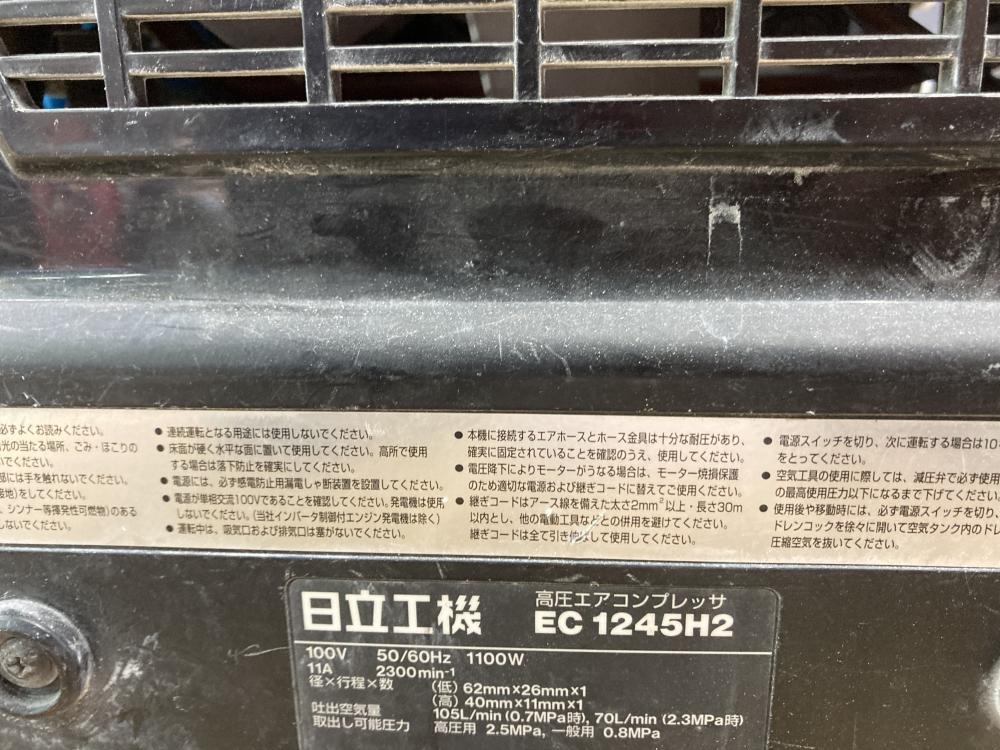 必ずよくお読みください。
光の当たる場所、ごみ・ほこりの
いでください。
部には手を触れないでください。
接地)をしてください。
、シンナー等揮発性可燃物)のある
しないでください。
● 連続運転となる用途には使用しないでください。
● 床面が硬く水平な面に置いて使用してください。高所で使用
する場合は落下防止を確実にしてください。
● 電源には、必ず感電防止用漏電しゃ断装置を設置してください。
● 電源が単相交流100Vであることを確認してください。発電機は使用
しないでください。(当社インバータ制御付エンジン発電機は除く)
● 運転中は、吸気口および排気口は塞がないでください。
● 本機に接続するエアホースとホース金具は十分な耐圧があり、
確実に固定されていることを確認のうえ、使用してください。
● 電圧降下によりモーターがうなる場合は、モーター焼損保護
のため適切な電源および継ぎコードに替えてご使用ください。
● 継ぎコードはアース線を備えた太さ2mm²以上・長さ30m
以内とし、他の電動工具などとの併用を避けてください。
継ぎコードは全て引き伸ばして使用してください。
● 電源スイッチを切り、次に運転する場合は10
をとってください。
● 空気工具の使用に際しては、減圧弁で必ず使用
の最高使用圧力以下になるまで下げてください
● 使用後や移動時には、必ず電源スイッチを切り、
ドレンコックを徐々に開いて空気タンク内のドレ
圧縮空気を抜いてください。
日立工機
高圧エアコンプレッサ
EC 1245H2
100V 50/60Hz 1100W
11A 2300min⁻¹
径×行程×数 (低) 62mm×26mm×1
(高) 40mm×11mm×1
吐出空気量 105L/min (0.7MPa時), 70L/min (2.3MPa時)
取出し可能圧力 高圧用 2.5MPa, 一般用 0.8MPa